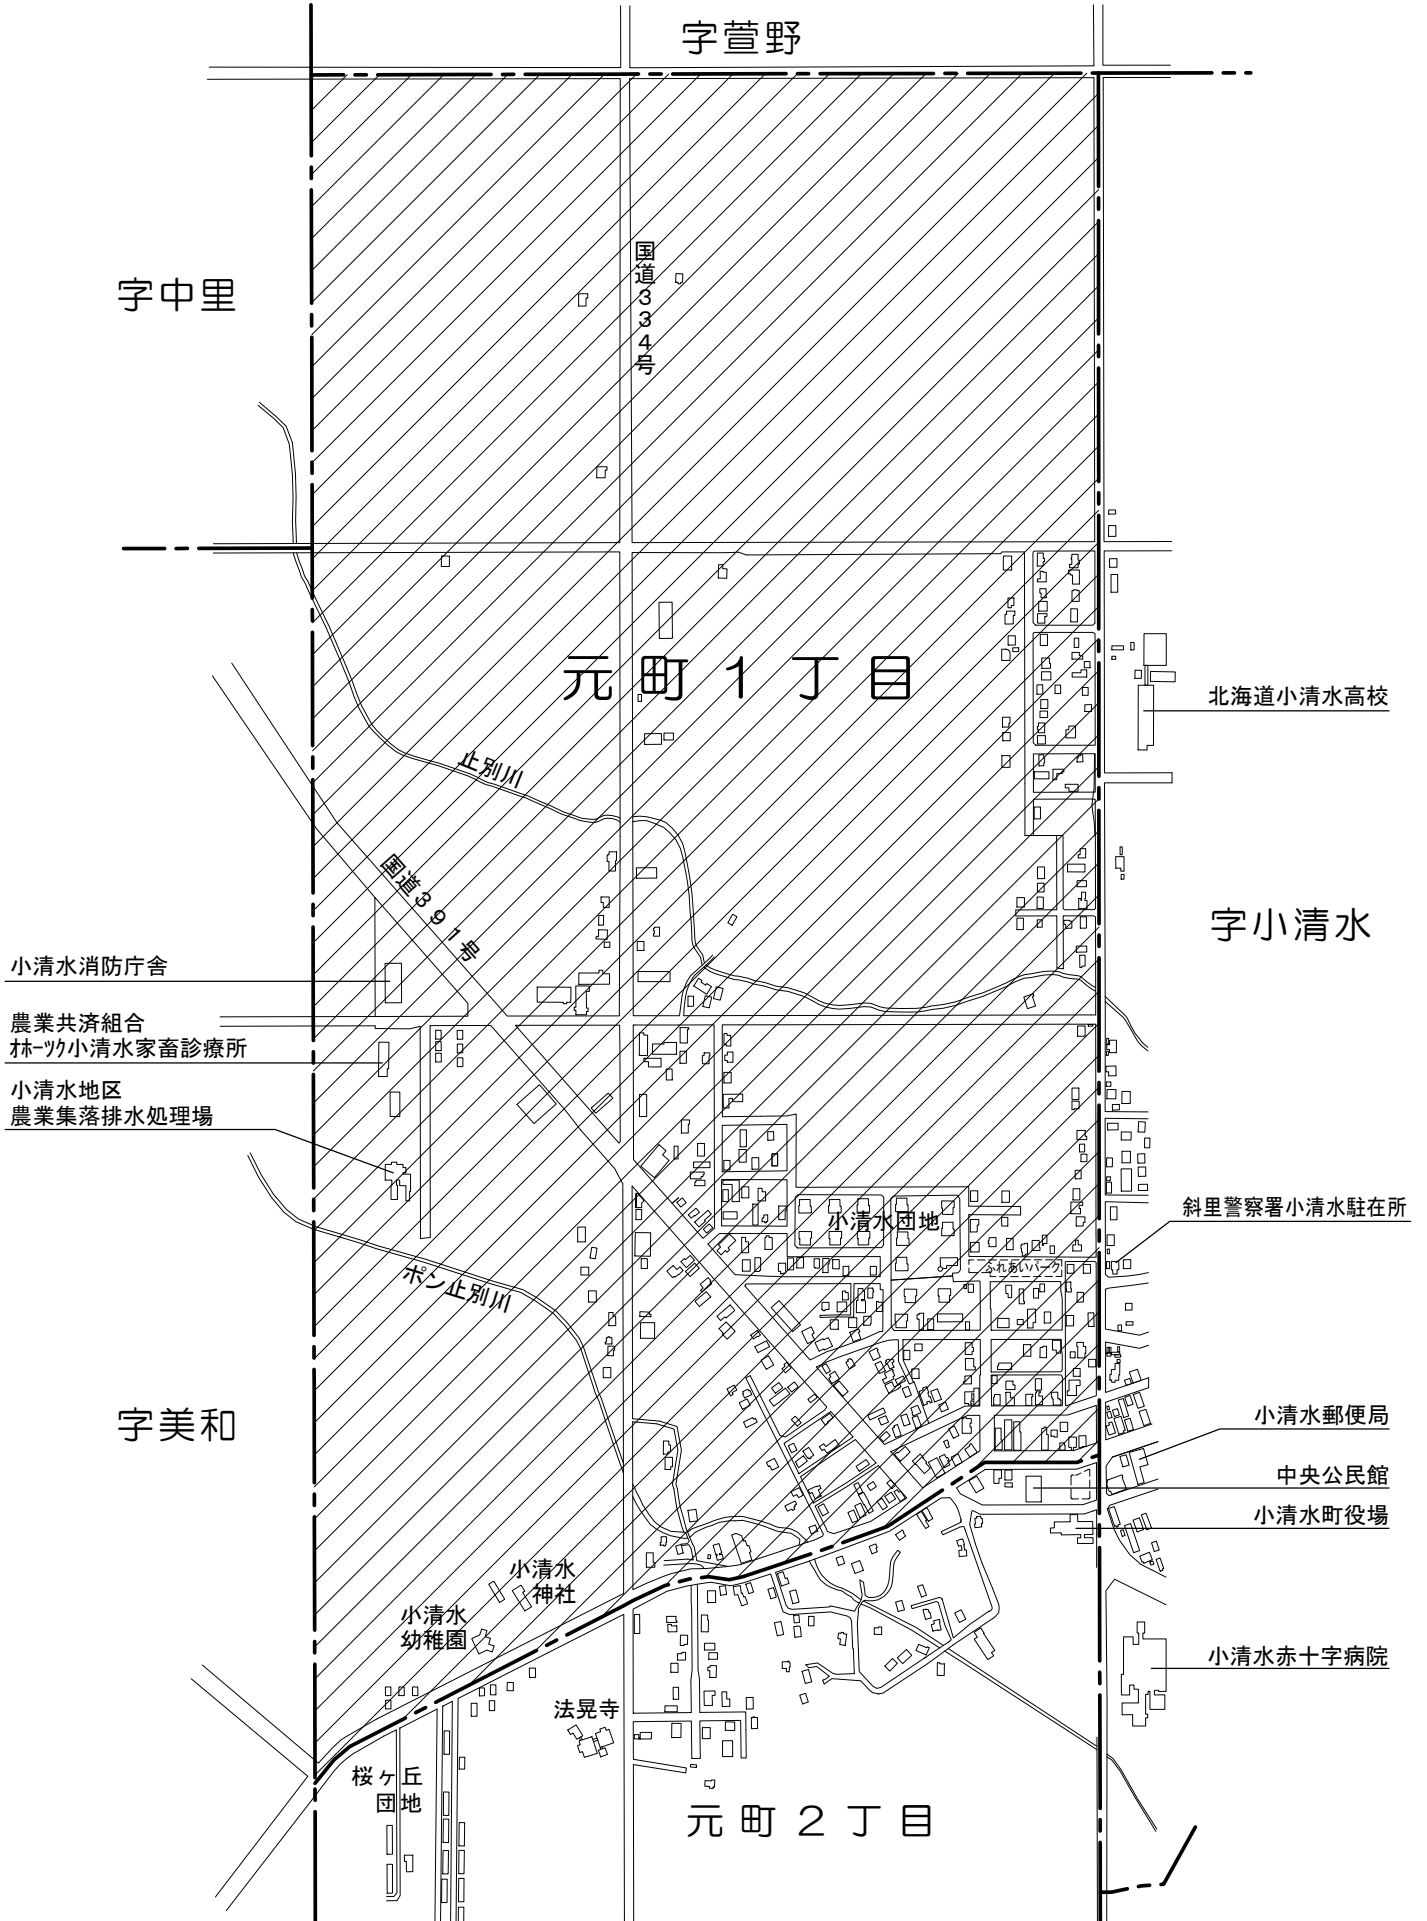 字萱野
国道３３４号
字中里
元町１丁目
北海道小清水高校
止別川
国道３９１号
字小清水
小清水消防庁舎
農業共済組合
ｵﾎｰﾂｸ小清水家畜診療所
小清水地区
農業集落排水処理場
斜里警察署小清水駐在所
小清水団地
ふれあいパーク
ポン止別川
字美和
小清水郵便局
中央公民館
小清水町役場
小清水
神社
小清水
幼稚園
小清水赤十字病院
法晃寺
桜ヶ丘
団地
元町２丁目